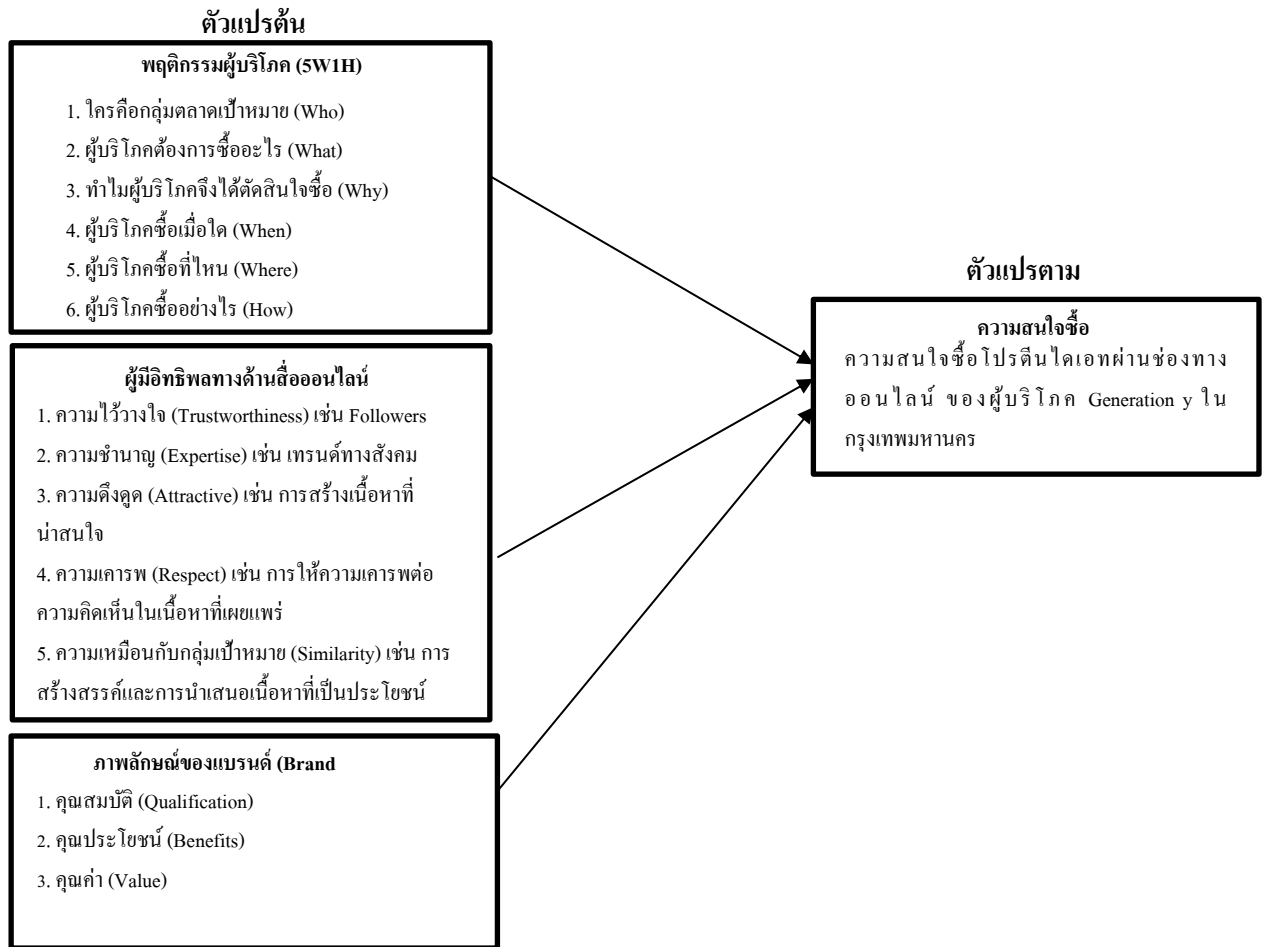 ตัวแปรต้น
พฤติกรรมผู้บริโภค (5W1H)
1. ใครคือกลุ่มตลาดเป้าหมาย (Who)
2. ผู้บริโภคต้องการซื้ออะไร (What)
3. ทำไมผู้บริโภคจึงได้ตัดสินใจซื้อ (Why)
4. ผู้บริโภคซื้อเมื่อใด (When)
5. ผู้บริโภคซื้อที่ไหน (Where)
6. ผู้บริโภคซื้ออย่างไร (How)
ผู้มีอิทธิพลทางด้านสื่อออนไลน์
1. ความไว้วางใจ (Trustworthiness) เช่น Followers
2. ความชำนาญ (Expertise) เช่น เทรนด์ทางสังคม
3. ความดึงดูด (Attractive) เช่น การสร้างเนื้อหาที่
น่าสนใจ
4. ความเคารพ (Respect) เช่น การให้ความเคารพต่อ
ความคิดเห็นในเนื้อหาที่เผยแพร่
5. ความเหมือนกับกลุ่มเป้าหมาย (Similarity) เช่น การ
สร้างสรรค์และการนำเสนอเนื้อหาที่เป็นประโยชน์
ภาพลักษณ์ของแบรนด์ (Brand
1. คุณสมบัติ (Qualification)
2. คุณประโยชน์ (Benefits)
3. คุณค่า (Value)
ตัวแปรตาม
ความสนใจซื้อ
ความสนใจซื้อโปรตีนไดเอทผ่านช่องทาง
ออนไลน์ ของผู้บริโภค Generation y ใน
กรุงเทพมหานคร